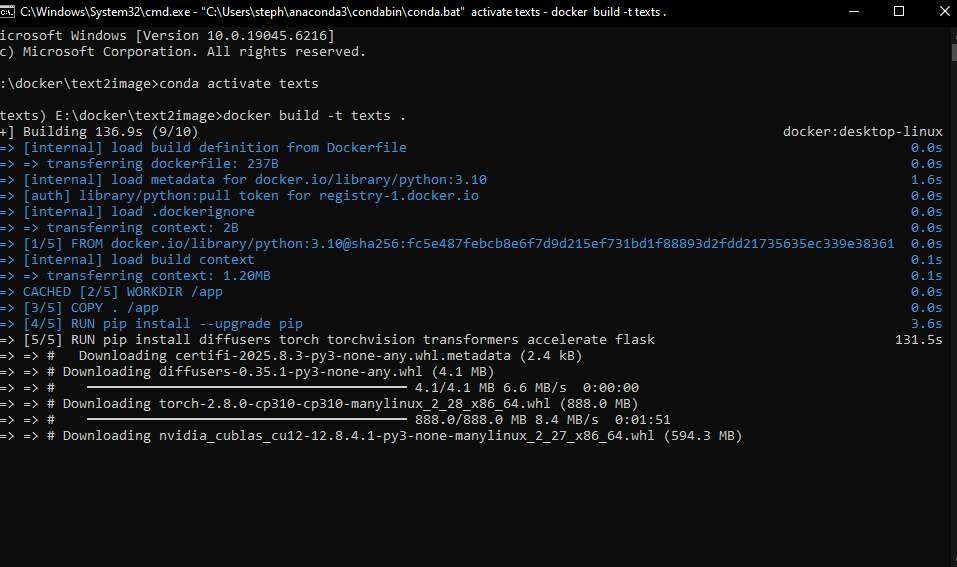 C:\Windows\System32\cmd.exe - "C:\Users\steph\anaconda3\condabin\conda.bat" activate texts - docker build -t texts .
icrosoft Windows [Version 10.0.19045.6216]
c) Microsoft Corporation. All rights reserved.
:\docker\text2image>conda activate texts
texts) E:\docker\text2image>docker build -t texts .
+] Building 136.9s (9/10) docker:desktop-linux
=> [internal] load build definition from Dockerfile 0.0s
=> => transferring dockerfile: 237B 0.0s
=> [internal] load metadata for docker.io/library/python:3.10 1.6s
=> [auth] library/python:pull token for registry-1.docker.io 0.0s
=> [internal] load .dockerignore 0.0s
=> => transferring context: 2B 0.0s
=> [1/5] FROM docker.io/library/python:3.10@sha256:fc5e487febcb8e6f7d9d215ef731bd1f88893d2fdd21735635ec339e38361 0.0s
=> [internal] load build context 0.1s
=> => transferring context: 1.20MB 0.1s
=> CACHED [2/5] WORKDIR /app 0.0s
=> [3/5] COPY . /app 0.0s
=> [4/5] RUN pip install --upgrade pip 3.6s
=> [5/5] RUN pip install diffusers torch torchvision transformers accelerate flask 131.5s
=> => # Downloading certifi-2025.8.3-py3-none-any.whl.metadata (2.4 kB)
=> => # Downloading diffusers-0.35.1-py3-none-any.whl (4.1 MB)
=> => # ━━━━━━━━━━━━━━━━━━━━━━━━━━━━━━━━━━━━━━━━ 4.1/4.1 MB 6.6 MB/s 0:00:00
=> => # Downloading torch-2.8.0-cp310-cp310-manylinux_2_28_x86_64.whl (888.0 MB)
=> => # ━━━━━━━━━━━━━━━━━━━━━━━━━━━━━━━━━━━━━━━━ 888.0/888.0 MB 8.4 MB/s 0:01:51
=> => # Downloading nvidia_cublas_cu12-12.8.4.1-py3-none-manylinux_2_27_x86_64.whl (594.3 MB)